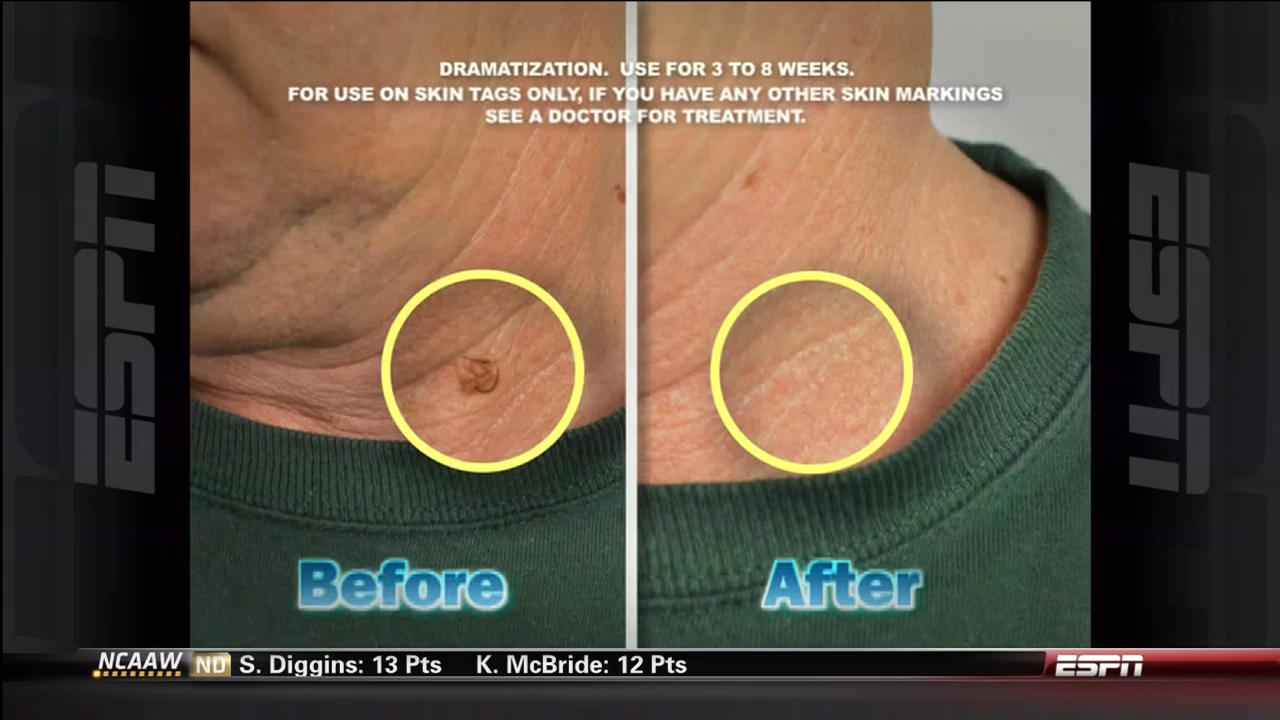 DRAMATIZATION. USE FOR 3 TO 8 WEEKS.
FOR USE ON SKIN TAGS ONLY, IF YOU HAVE ANY OTHER SKIN MARKINGS
SEE A DOCTOR FOR TREATMENT.
ESPN
ESPN
Before
After
NCAAW ND S. Diggins: 13 Pts K. McBride: 12 Pts ESPN